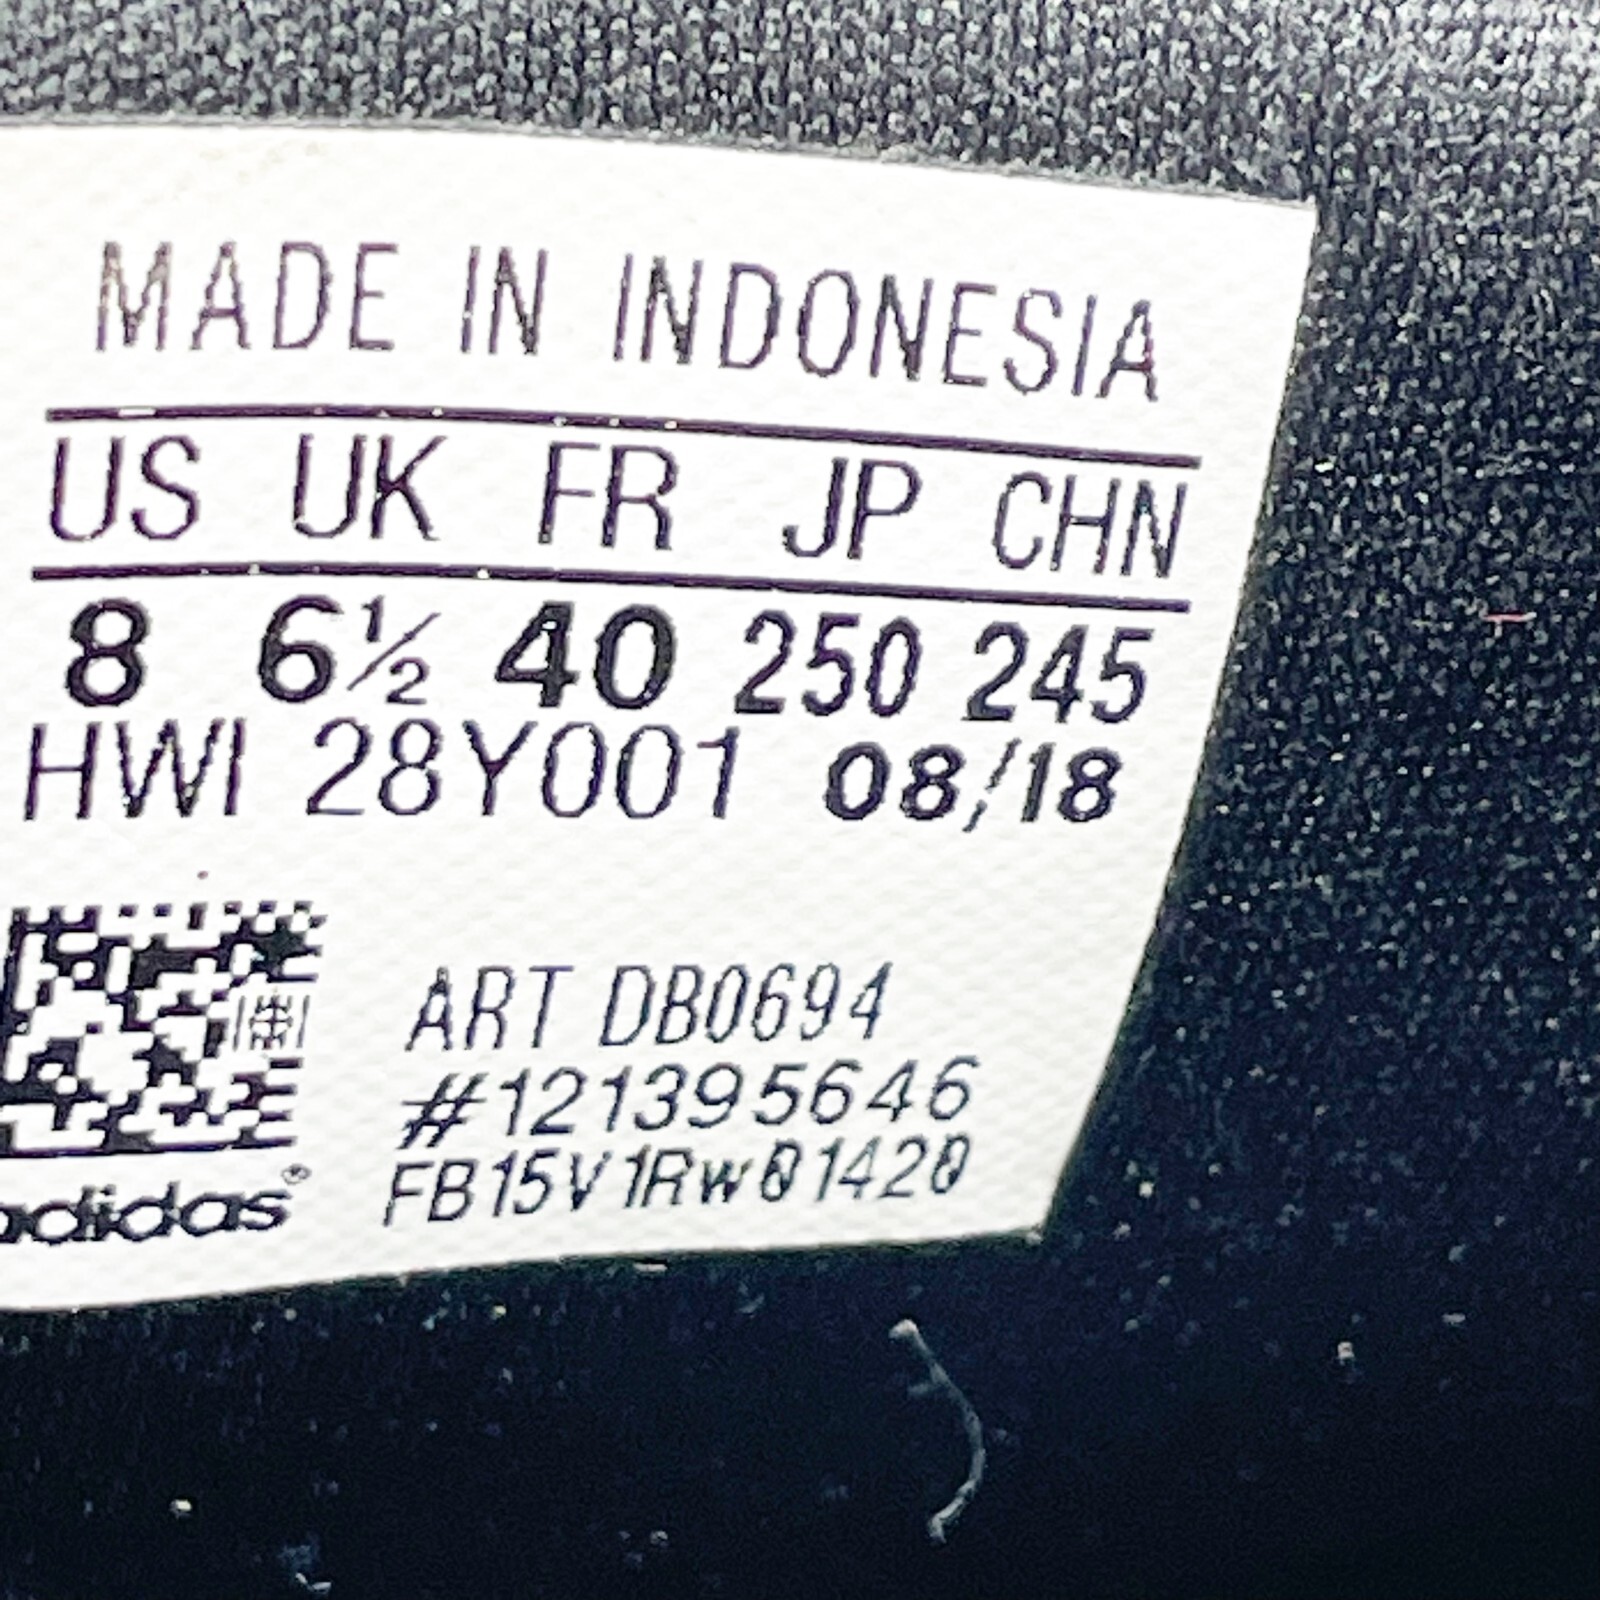 MADE IN INDONESIA
US UK FR JP CHN
8 6½ 40 250 245
HWI 28Y001 08/18
ART DB0694
#121395646
FB15V1RW01420
adidas®